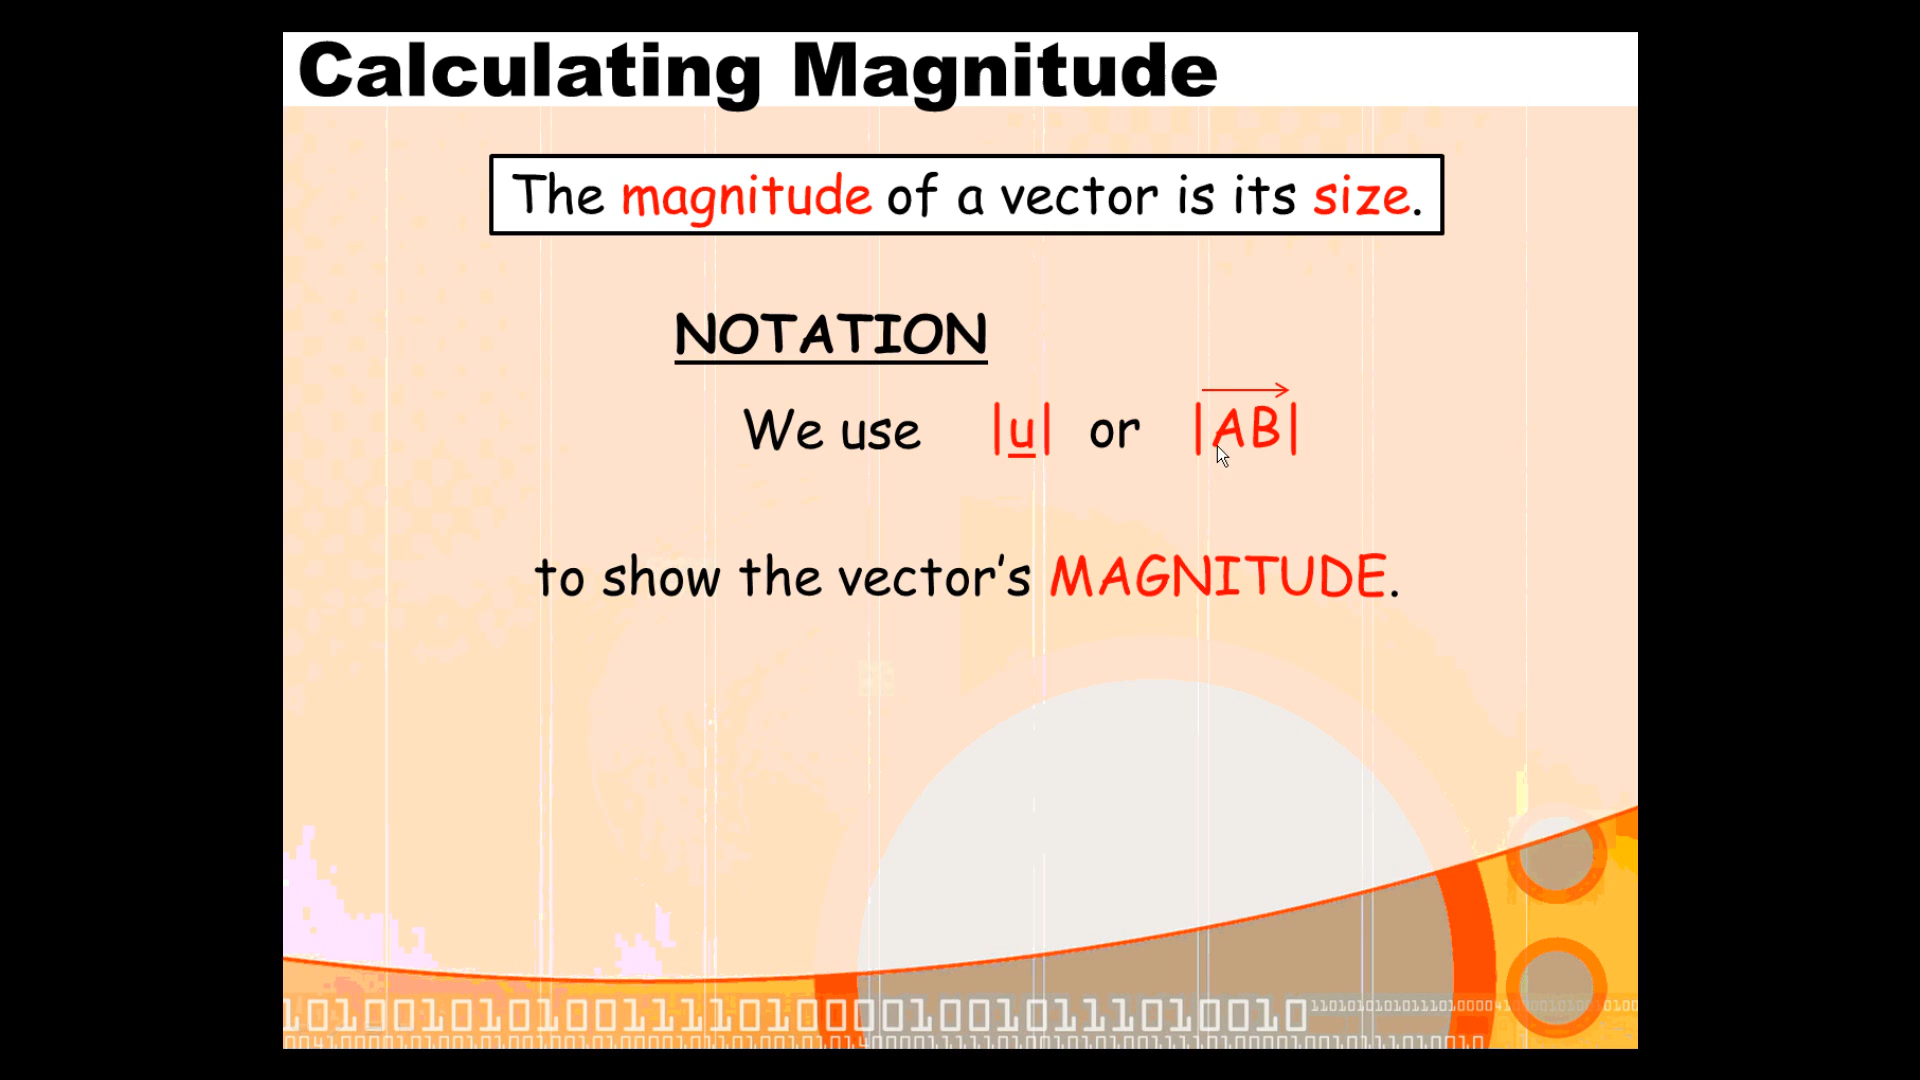 Calculating Magnitude
The magnitude of a vector is its size.
NOTATION
We use |u| or |AB|
to show the vector's MAGNITUDE.